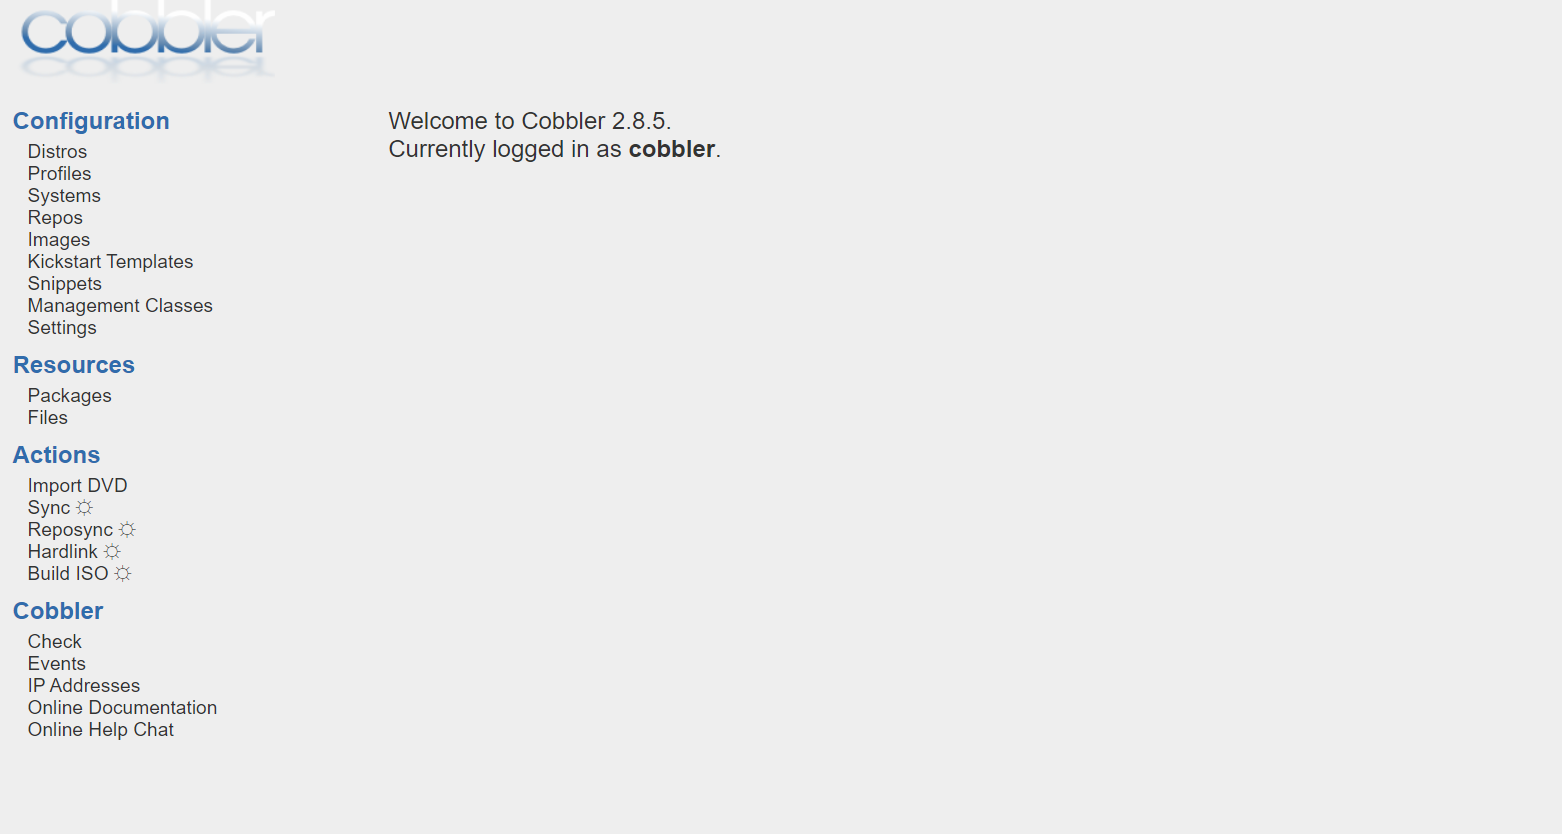 cobbler
Configuration
Distros
Profiles
Systems
Repos
Images
Kickstart Templates
Snippets
Management Classes
Settings
Resources
Packages
Files
Actions
Import DVD
Sync ☼
Reposync ☼
Hardlink ☼
Build ISO ☼
Cobbler
Check
Events
IP Addresses
Online Documentation
Online Help Chat
Welcome to Cobbler 2.8.5.
Currently logged in as cobbler.